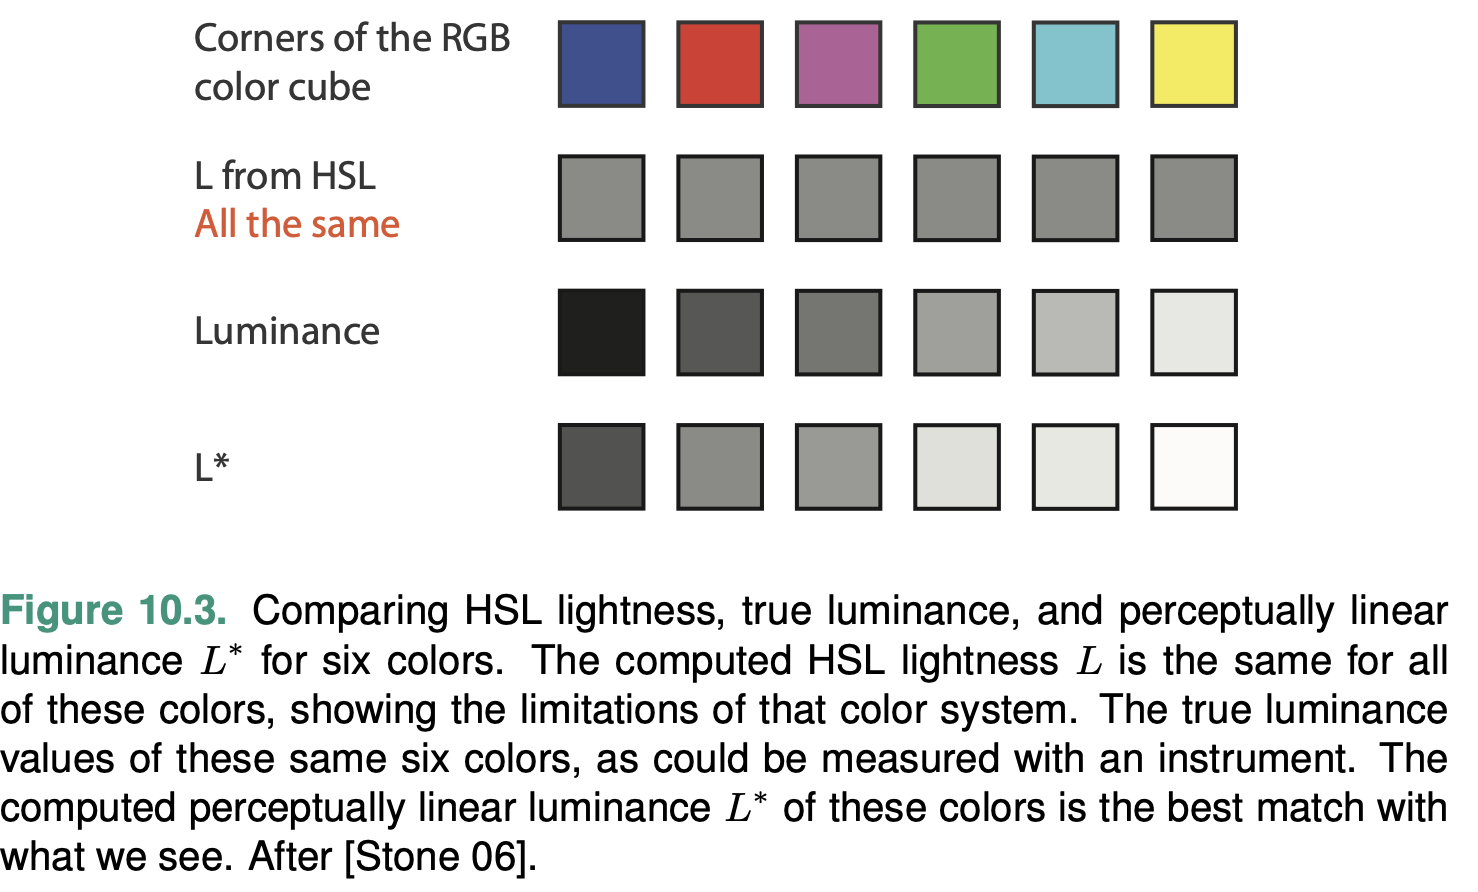 Corners of the RGB
color cube
L from HSL
All the same
Luminance
L*
Figure 10.3. Comparing HSL lightness, true luminance, and perceptually linear
luminance L* for six colors. The computed HSL lightness L is the same for all
of these colors, showing the limitations of that color system. The true luminance
values of these same six colors, as could be measured with an instrument. The
computed perceptually linear luminance L* of these colors is the best match with
what we see. After [Stone 06].